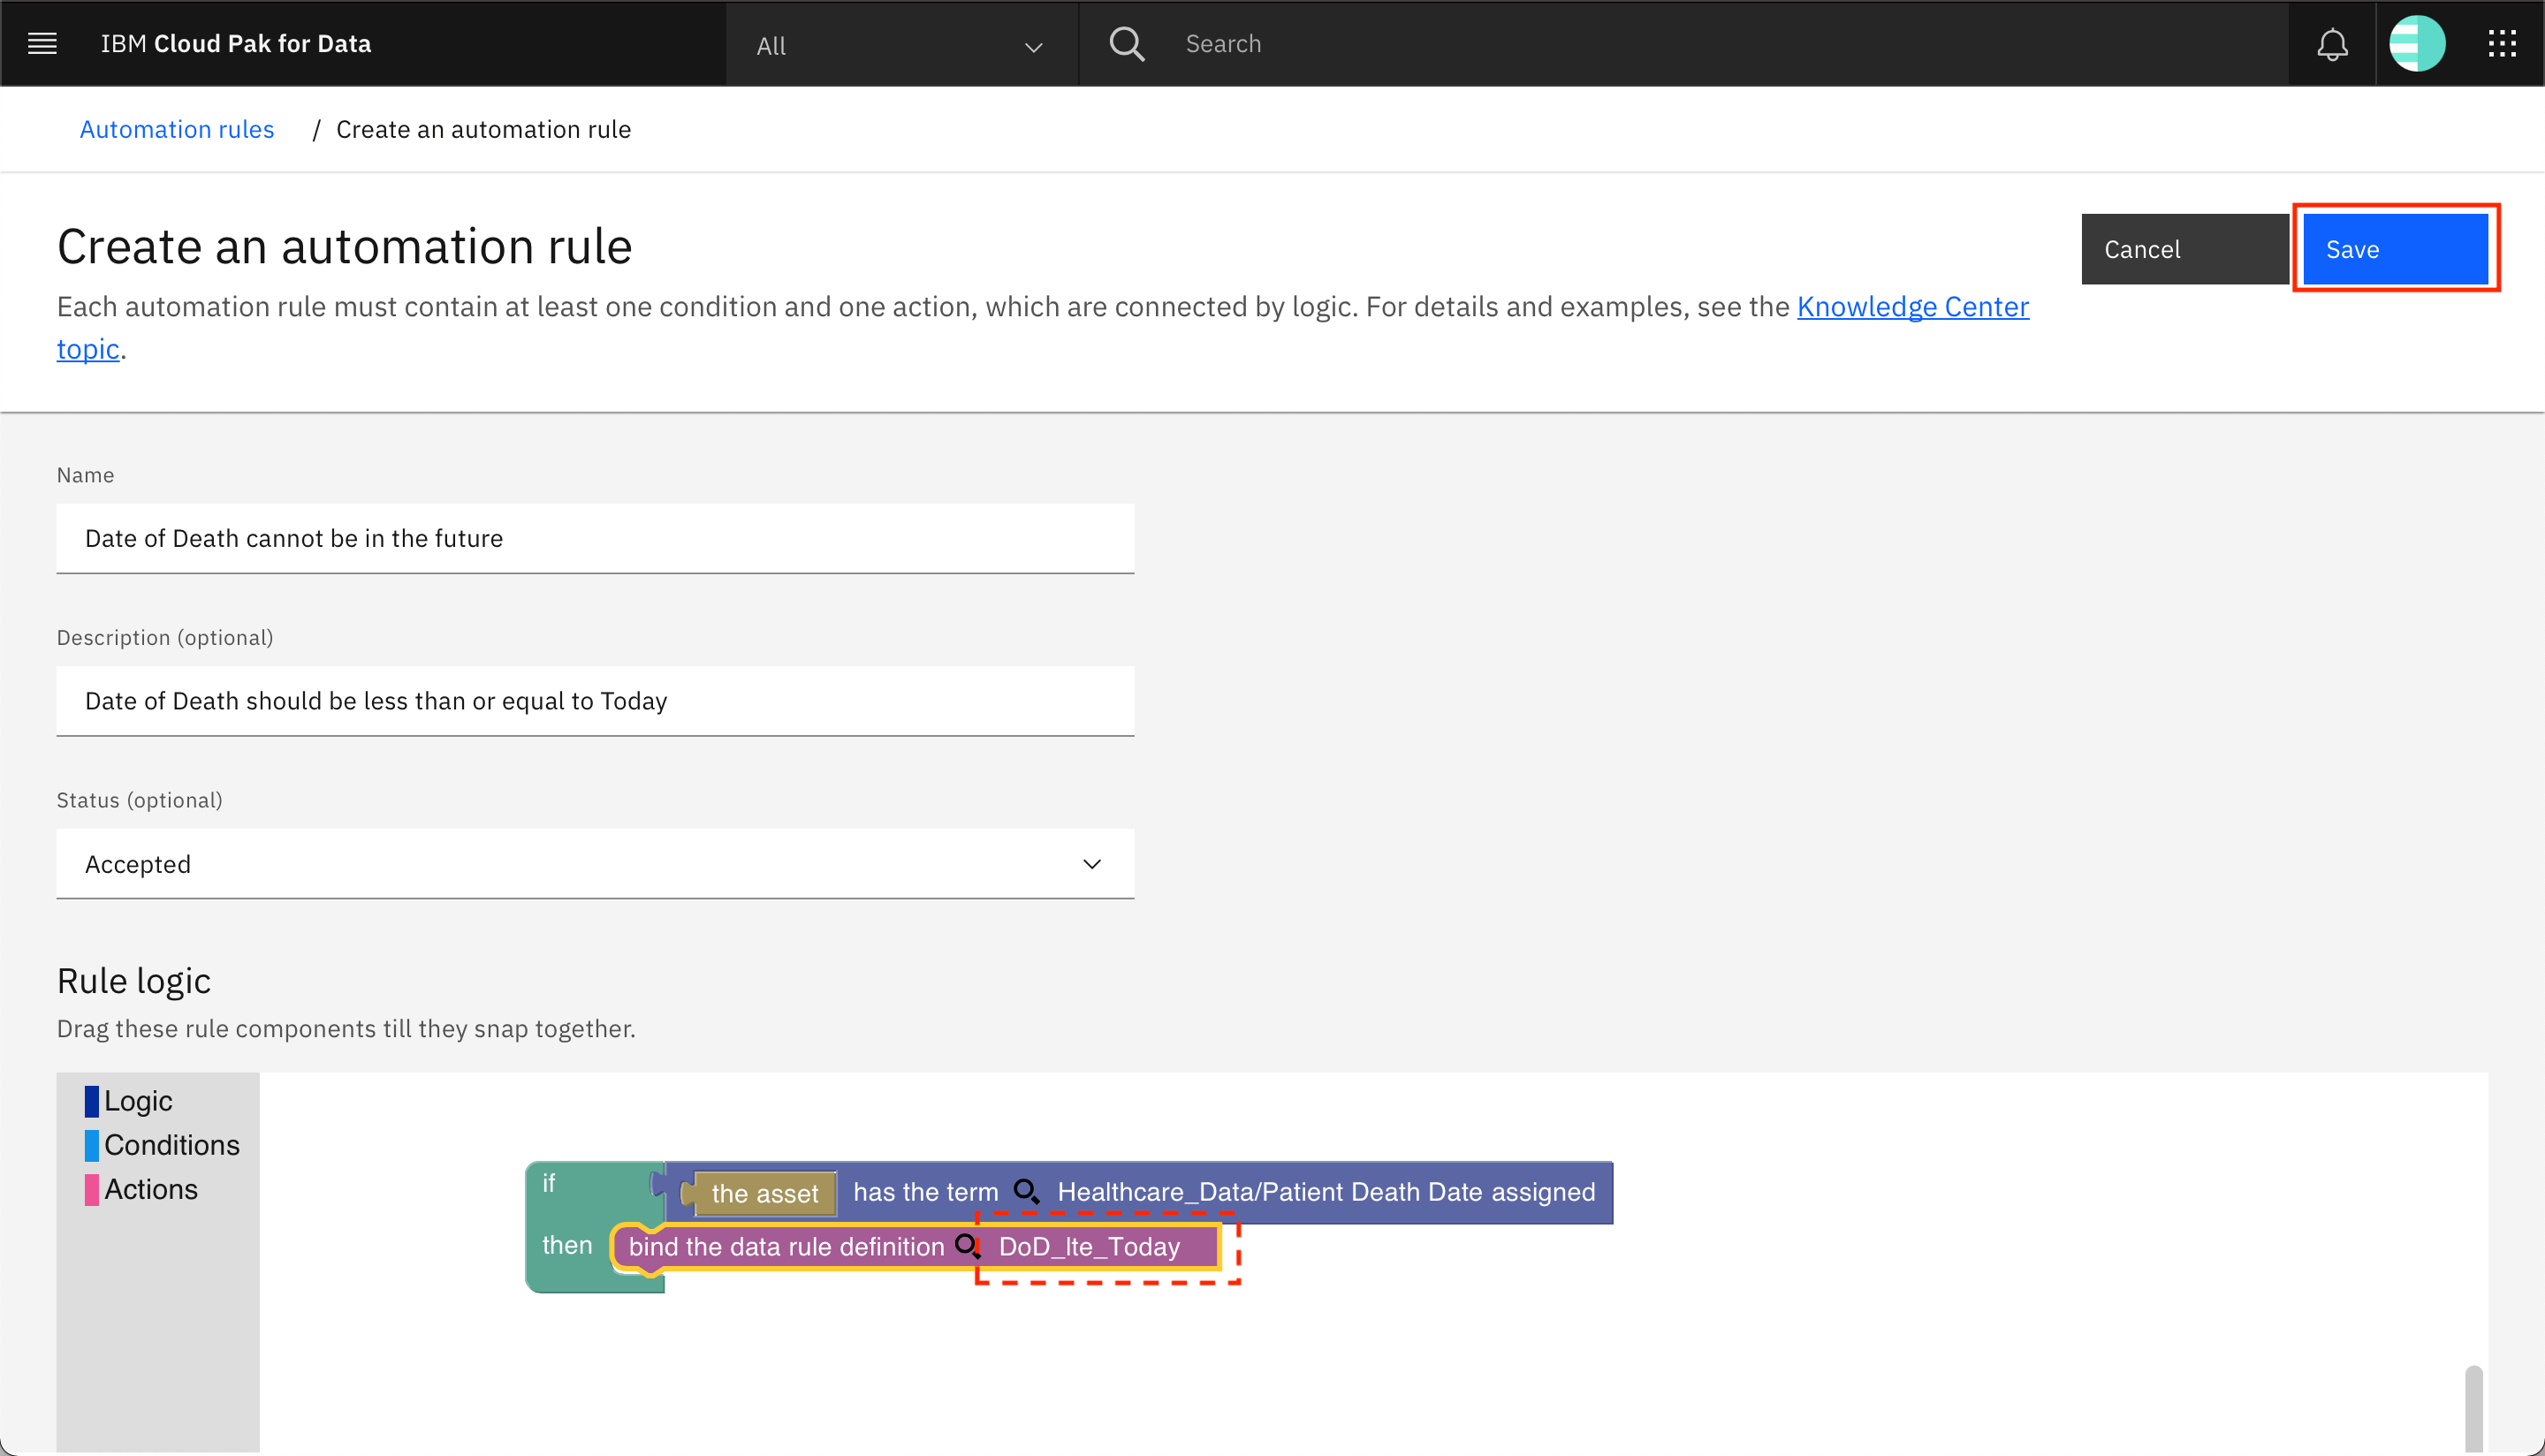 IBM Cloud Pak for Data
All
Search
Automation rules / Create an automation rule
Create an automation rule
Cancel
Save
Each automation rule must contain at least one condition and one action, which are connected by logic. For details and examples, see the Knowledge Center
topic.
Name
Date of Death cannot be in the future
Description (optional)
Date of Death should be less than or equal to Today
Status (optional)
Accepted
Rule logic
Drag these rule components till they snap together.
Logic
Conditions
Actions
if the asset has the term Healthcare_Data/Patient Death Date assigned
then bind the data rule definition DoD_lte_Today